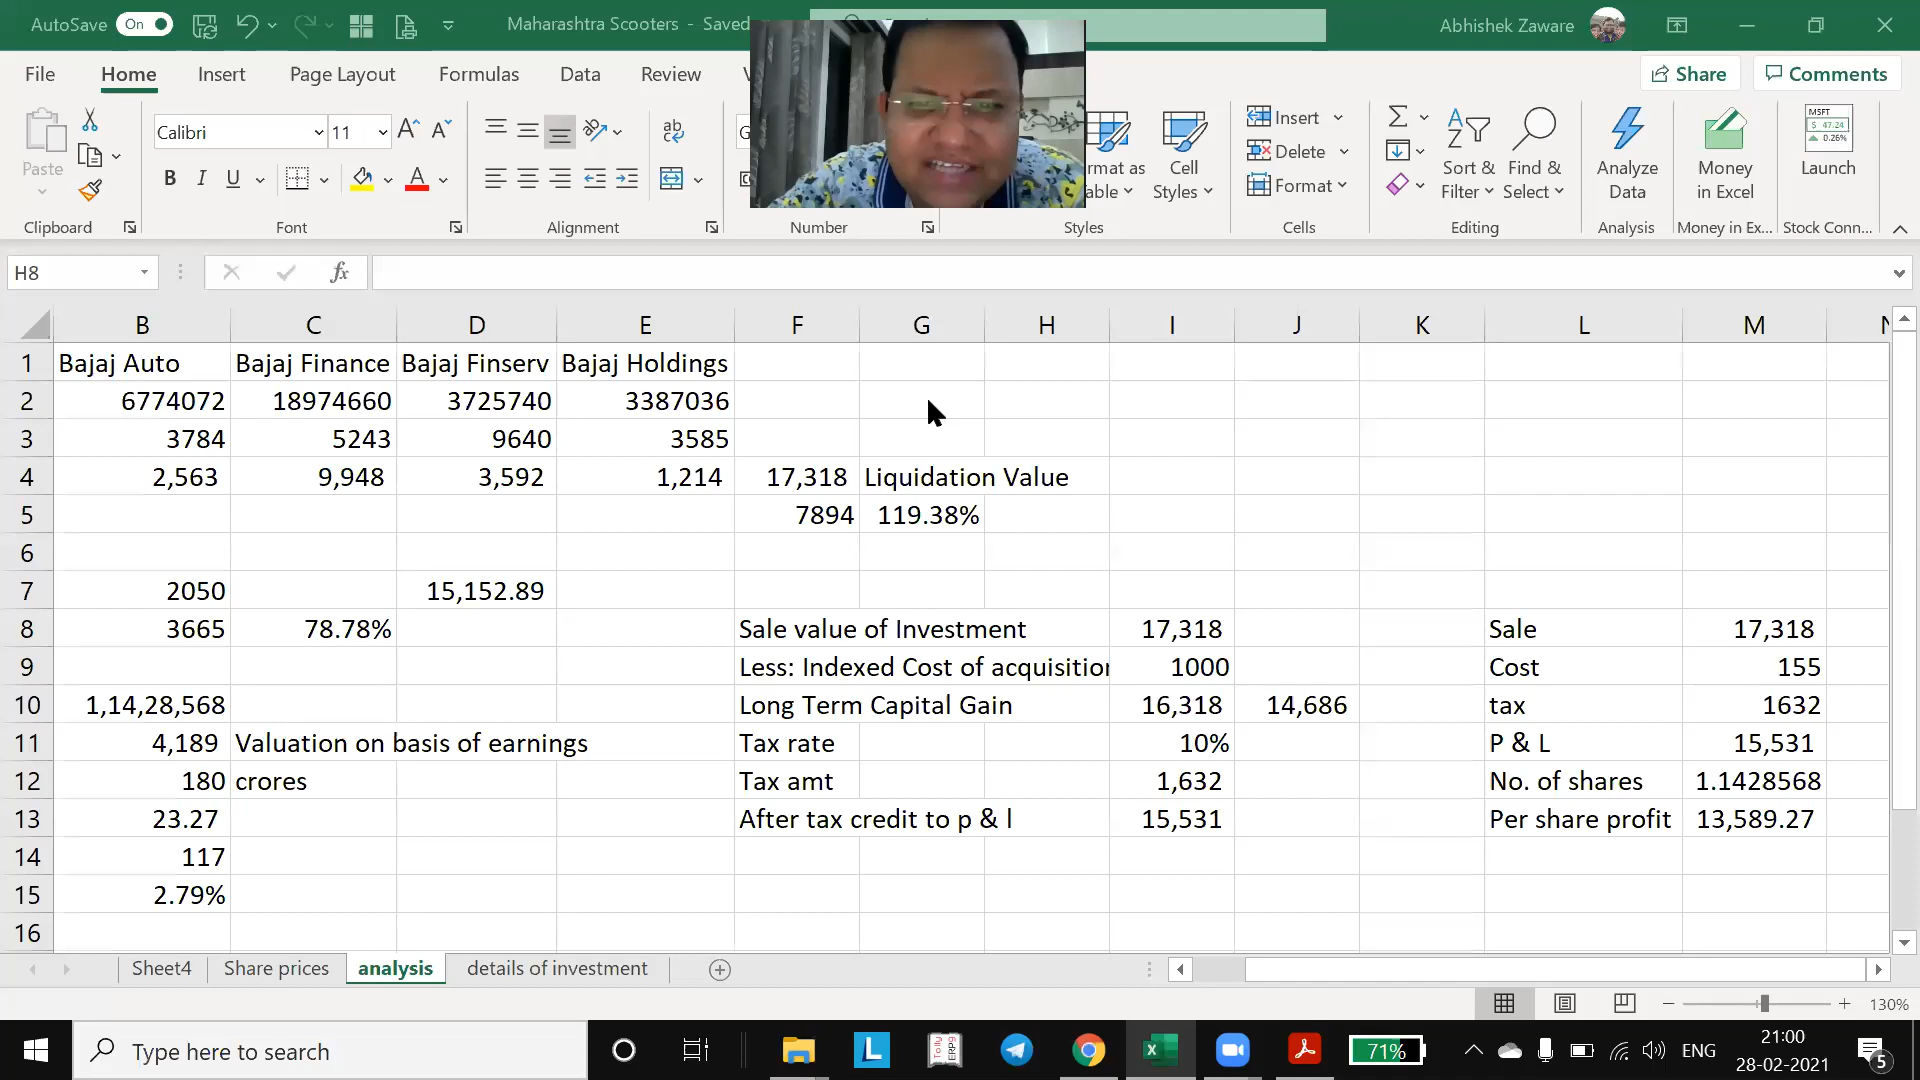 AutoSave On Maharashtra Scooters - Saved Abhishek Zaware
File Home Insert Page Layout Formulas Data Review Share Comments
Paste Calibri 11 Insert Delete Format
Format as Table Cell Styles Sort & Filter Find & Select Analyze Data Money in Excel MSFT $ 47.24 0.26% Launch
Clipboard Font Alignment Number Styles Cells Editing Analysis Money in Ex... Stock Conn...
H8 fx
B C D E F G H I J K L M
1 Bajaj Auto Bajaj Finance Bajaj Finserv Bajaj Holdings
2 6774072 18974660 3725740 3387036
3 3784 5243 9640 3585
4 2,563 9,948 3,592 1,214 17,318 Liquidation Value
5 7894 119.38%
6
7 2050 15,152.89
8 3665 78.78% Sale value of Investment 17,318 Sale 17,318
9 Less: Indexed Cost of acquisition 1000 Cost 155
10 1,14,28,568 Long Term Capital Gain 16,318 14,686 tax 1632
11 4,189 Valuation on basis of earnings Tax rate 10% P & L 15,531
12 180 crores Tax amt 1,632 No. of shares 1.1428568
13 23.27 After tax credit to p & l 15,531 Per share profit 13,589.27
14 117
15 2.79%
16
Sheet4 Share prices analysis details of investment
130%
Type here to search 71% ENG 21:00
28-02-2021 5